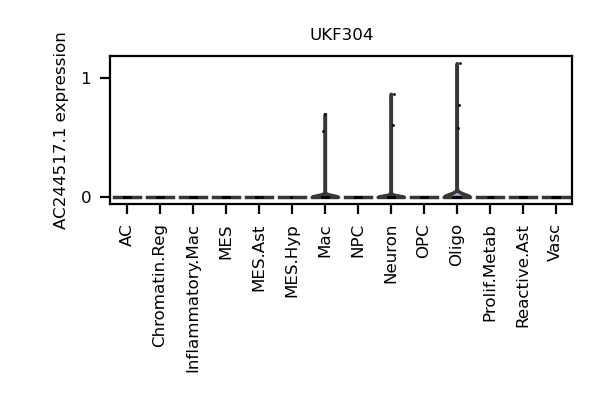 UKF304
AC244517.1 expression
1
0
AC
Chromatin.Reg
Inflammatory.Mac
MES
MES.Ast
MES.Hyp
Mac
NPC
Neuron
OPC
Oligo
Prolif.Metab
Reactive.Ast
Vasc